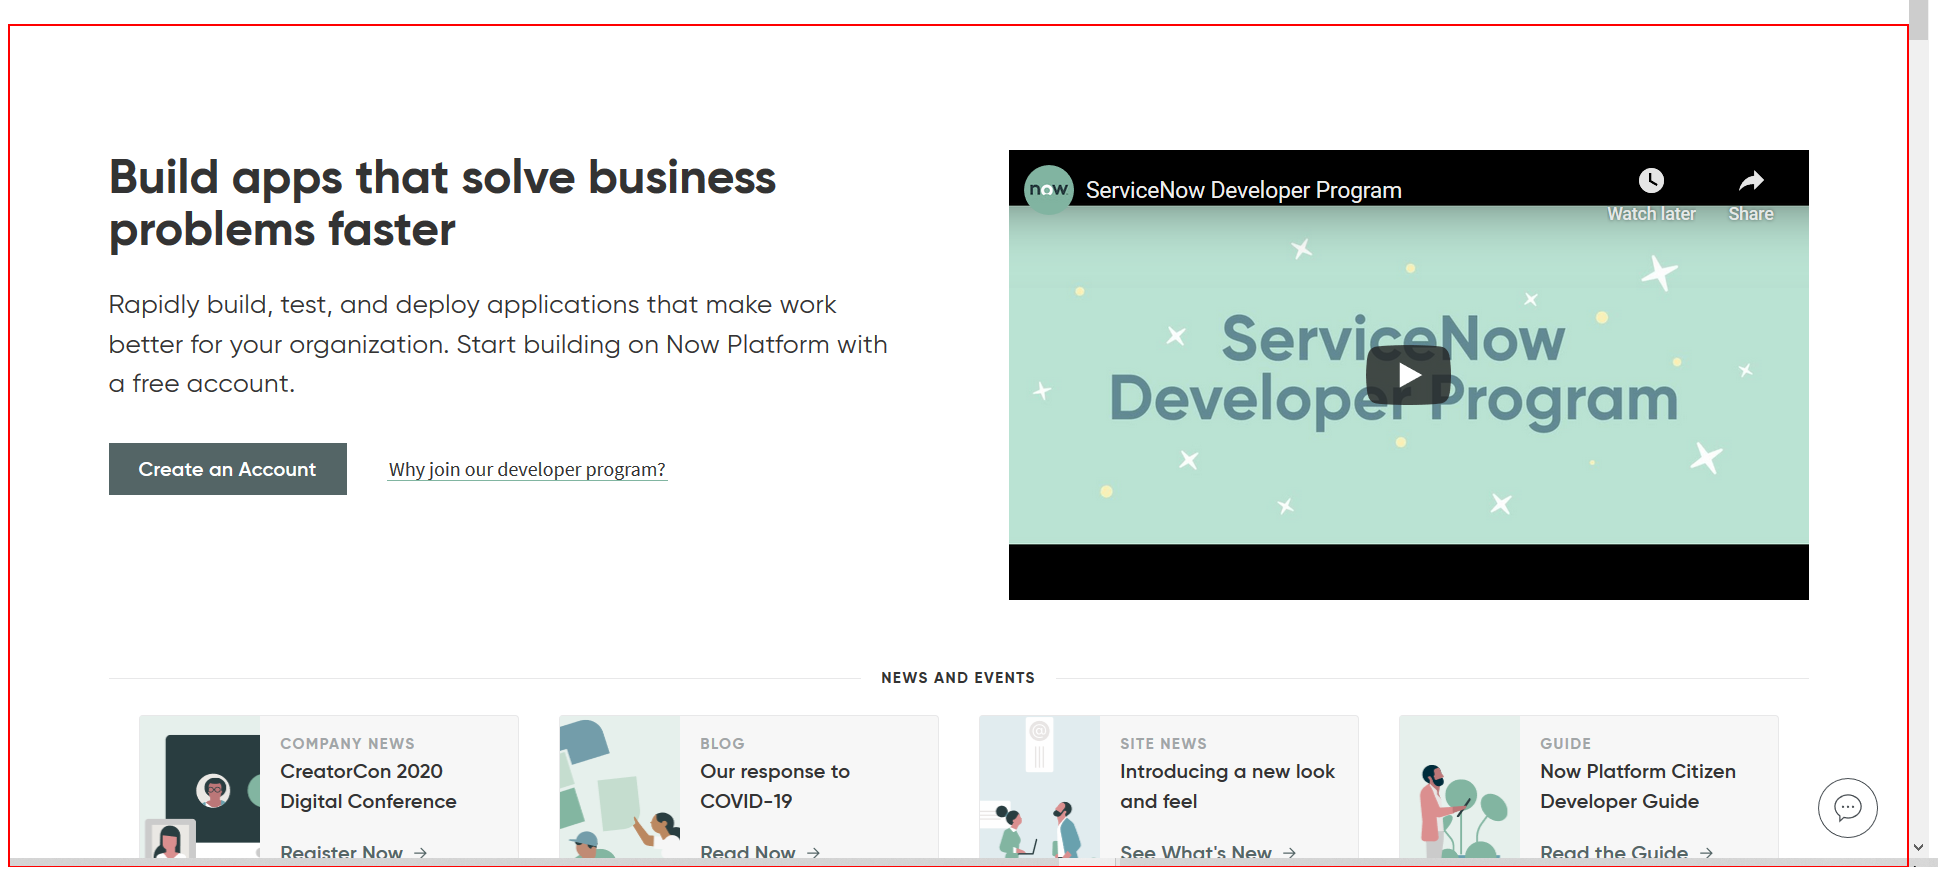 Build apps that solve business
problems faster
Rapidly build, test, and deploy applications that make work
better for your organization. Start building on Now Platform with
a free account.
Create an Account
Why join our developer program?
now
ServiceNow Developer Program
Watch later
Share
ServiceNow
Developer Program
NEWS AND EVENTS
COMPANY NEWS
CreatorCon 2020
Digital Conference
Register Now →
BLOG
Our response to
COVID-19
Read Now →
SITE NEWS
Introducing a new look
and feel
See What's New →
GUIDE
Now Platform Citizen
Developer Guide
Read the Guide →